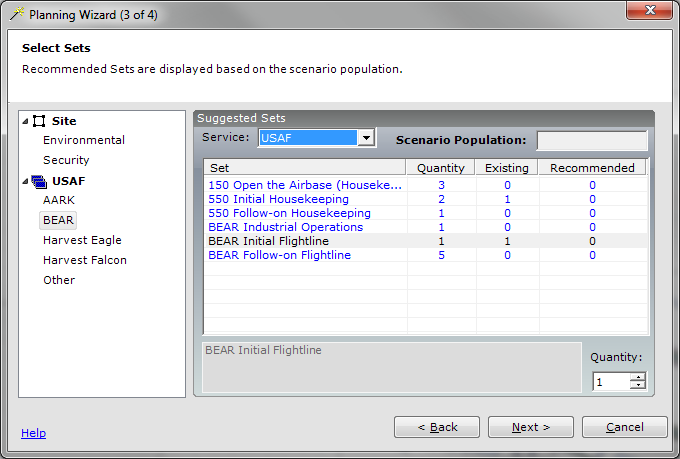 Planning Wizard (3 of 4)
Select Sets
Recommended Sets are displayed based on the scenario population.
Site
Environmental
Security
USAF
AARK
BEAR
Harvest Eagle
Harvest Falcon
Other
Suggested Sets
Service: USAF Scenario Population:
Set Quantity Existing Recommended
150 Open the Airbase (Houseke... 3 0 0
550 Initial Housekeeping 2 1 0
550 Follow-on Housekeeping 1 0 0
BEAR Industrial Operations 1 0 0
BEAR Initial Flightline 1 1 0
BEAR Follow-on Flightline 5 0 0
BEAR Initial Flightline
Quantity:
1
Help < Back Next > Cancel